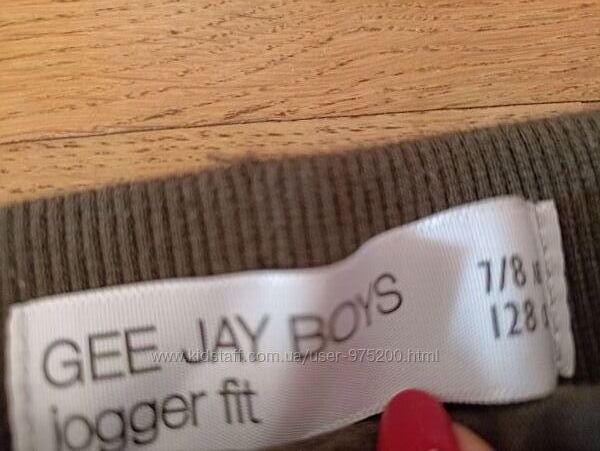 GEE JAY BOYS
jogger fit
7/8
128
www.kidstaff.com.ua/user-975200.html